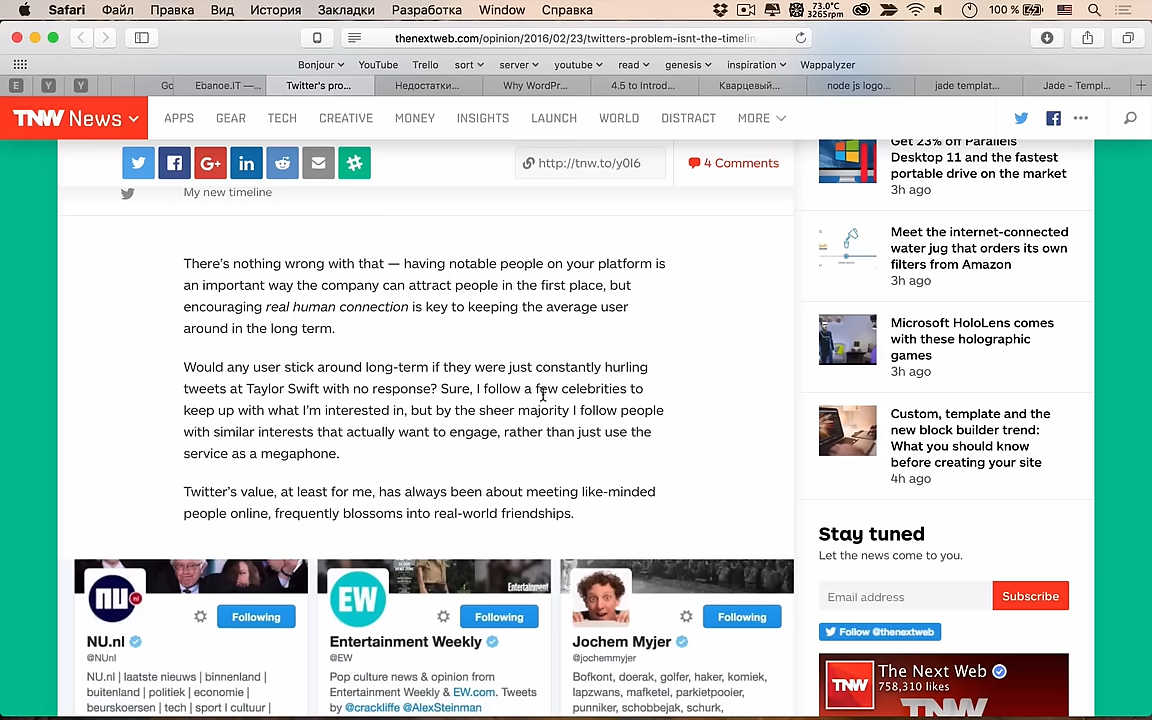 Safari Файл Правка Вид История Закладки Разработка Window Справка 73.0°C 3265rpm 100 %
thenextweb.com/opinion/2016/02/23/twitters-problem-isnt-the-timelin
Bonjour YouTube Trello sort server youtube read genesis inspiration Wappalyzer
E Y Y Gc Ebanoe.IT —... Twitter's pro... Недостатки... Why WordPr... 4.5 to Introd... Кварцевый... node js logo... jade templat... Jade - Templ...
TNW News APPS GEAR TECH CREATIVE MONEY INSIGHTS LAUNCH WORLD DISTRACT MORE
http://tnw.to/y0I6 4 Comments
My new timeline
There's nothing wrong with that — having notable people on your platform is
an important way the company can attract people in the first place, but
encouraging real human connection is key to keeping the average user
around in the long term.
Would any user stick around long-term if they were just constantly hurling
tweets at Taylor Swift with no response? Sure, I follow a few celebrities to
keep up with what I'm interested in, but by the sheer majority I follow people
with similar interests that actually want to engage, rather than just use the
service as a megaphone.
Twitter's value, at least for me, has always been about meeting like-minded
people online, frequently blossoms into real-world friendships.
nu nl
Following
NU.nl
@NUnl
NU.nl | laatste nieuws | binnenland |
buitenland | politiek | economie |
beurskoersen | tech | sport | cultuur |
Entertainment
EW
Following
Entertainment Weekly
@EW
Pop culture news & opinion from
Entertainment Weekly & EW.com. Tweets
by @crackliffe @AlexSteinman
Following
Jochem Myjer
@jochemmyjer
Bofkont, doerak, golfer, haker, komiek,
lapzwans, mafketel, parkietpooier,
punniker, schobbejak, schurk,
Get 23% off Parallels
Desktop 11 and the fastest
portable drive on the market
3h ago
Meet the internet-connected
water jug that orders its own
filters from Amazon
3h ago
Microsoft HoloLens comes
with these holographic
games
3h ago
Custom, template and the
new block builder trend:
What you should know
before creating your site
4h ago
Stay tuned
Let the news come to you.
Email address Subscribe
Follow @thenextweb
TNW
The Next Web
758,310 likes
TNW